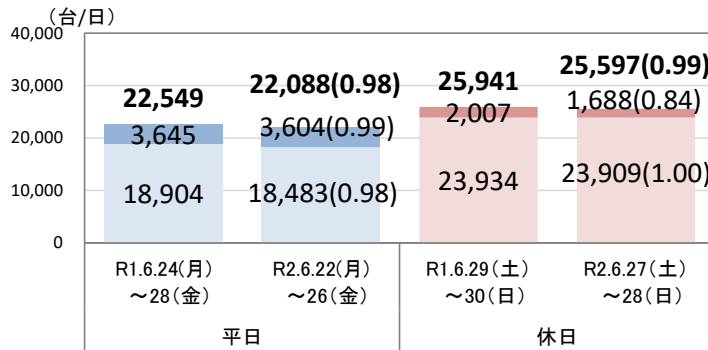 (台/日)
40,000
30,000
20,000
10,000
0
22,549
3,645
18,904
22,088(0.98)
3,604(0.99)
18,483(0.98)
25,941
2,007
23,934
25,597(0.99)
1,688(0.84)
23,909(1.00)
R1.6.24(月)
～28(金)
R2.6.22(月)
～26(金)
R1.6.29(土)
～30(日)
R2.6.27(土)
～28(日)
平日
休日